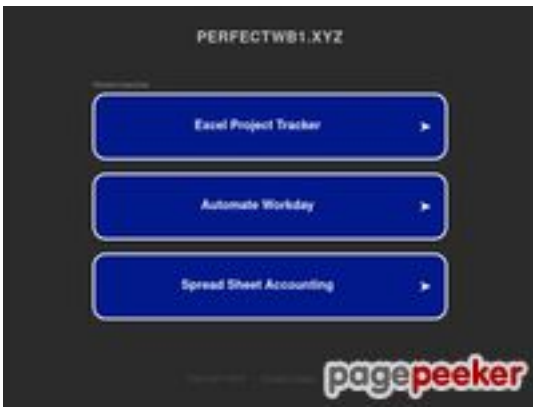 PERFECTWB1.XYZ
Excel Project Tracker
Automate Workday
Spread Sheet Accounting
pagepeeker